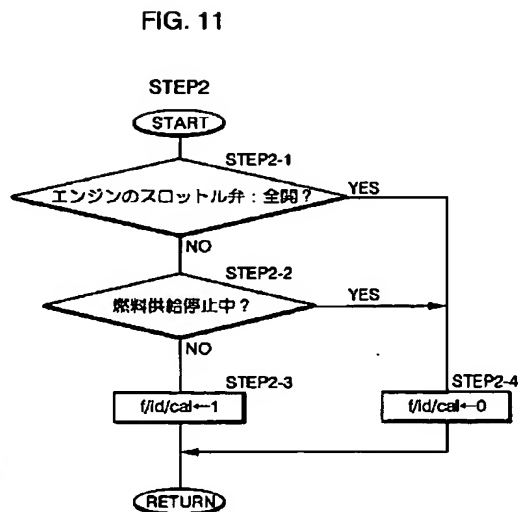 FIG. 11
STEP2
START
STEP2-1
エンジンのスロットル弁：全開？
YES
NO
STEP2-2
燃料供給停止中？
YES
NO
STEP2-3
f/id/cal←1
STEP2-4
f/id/cal←0
RETURN